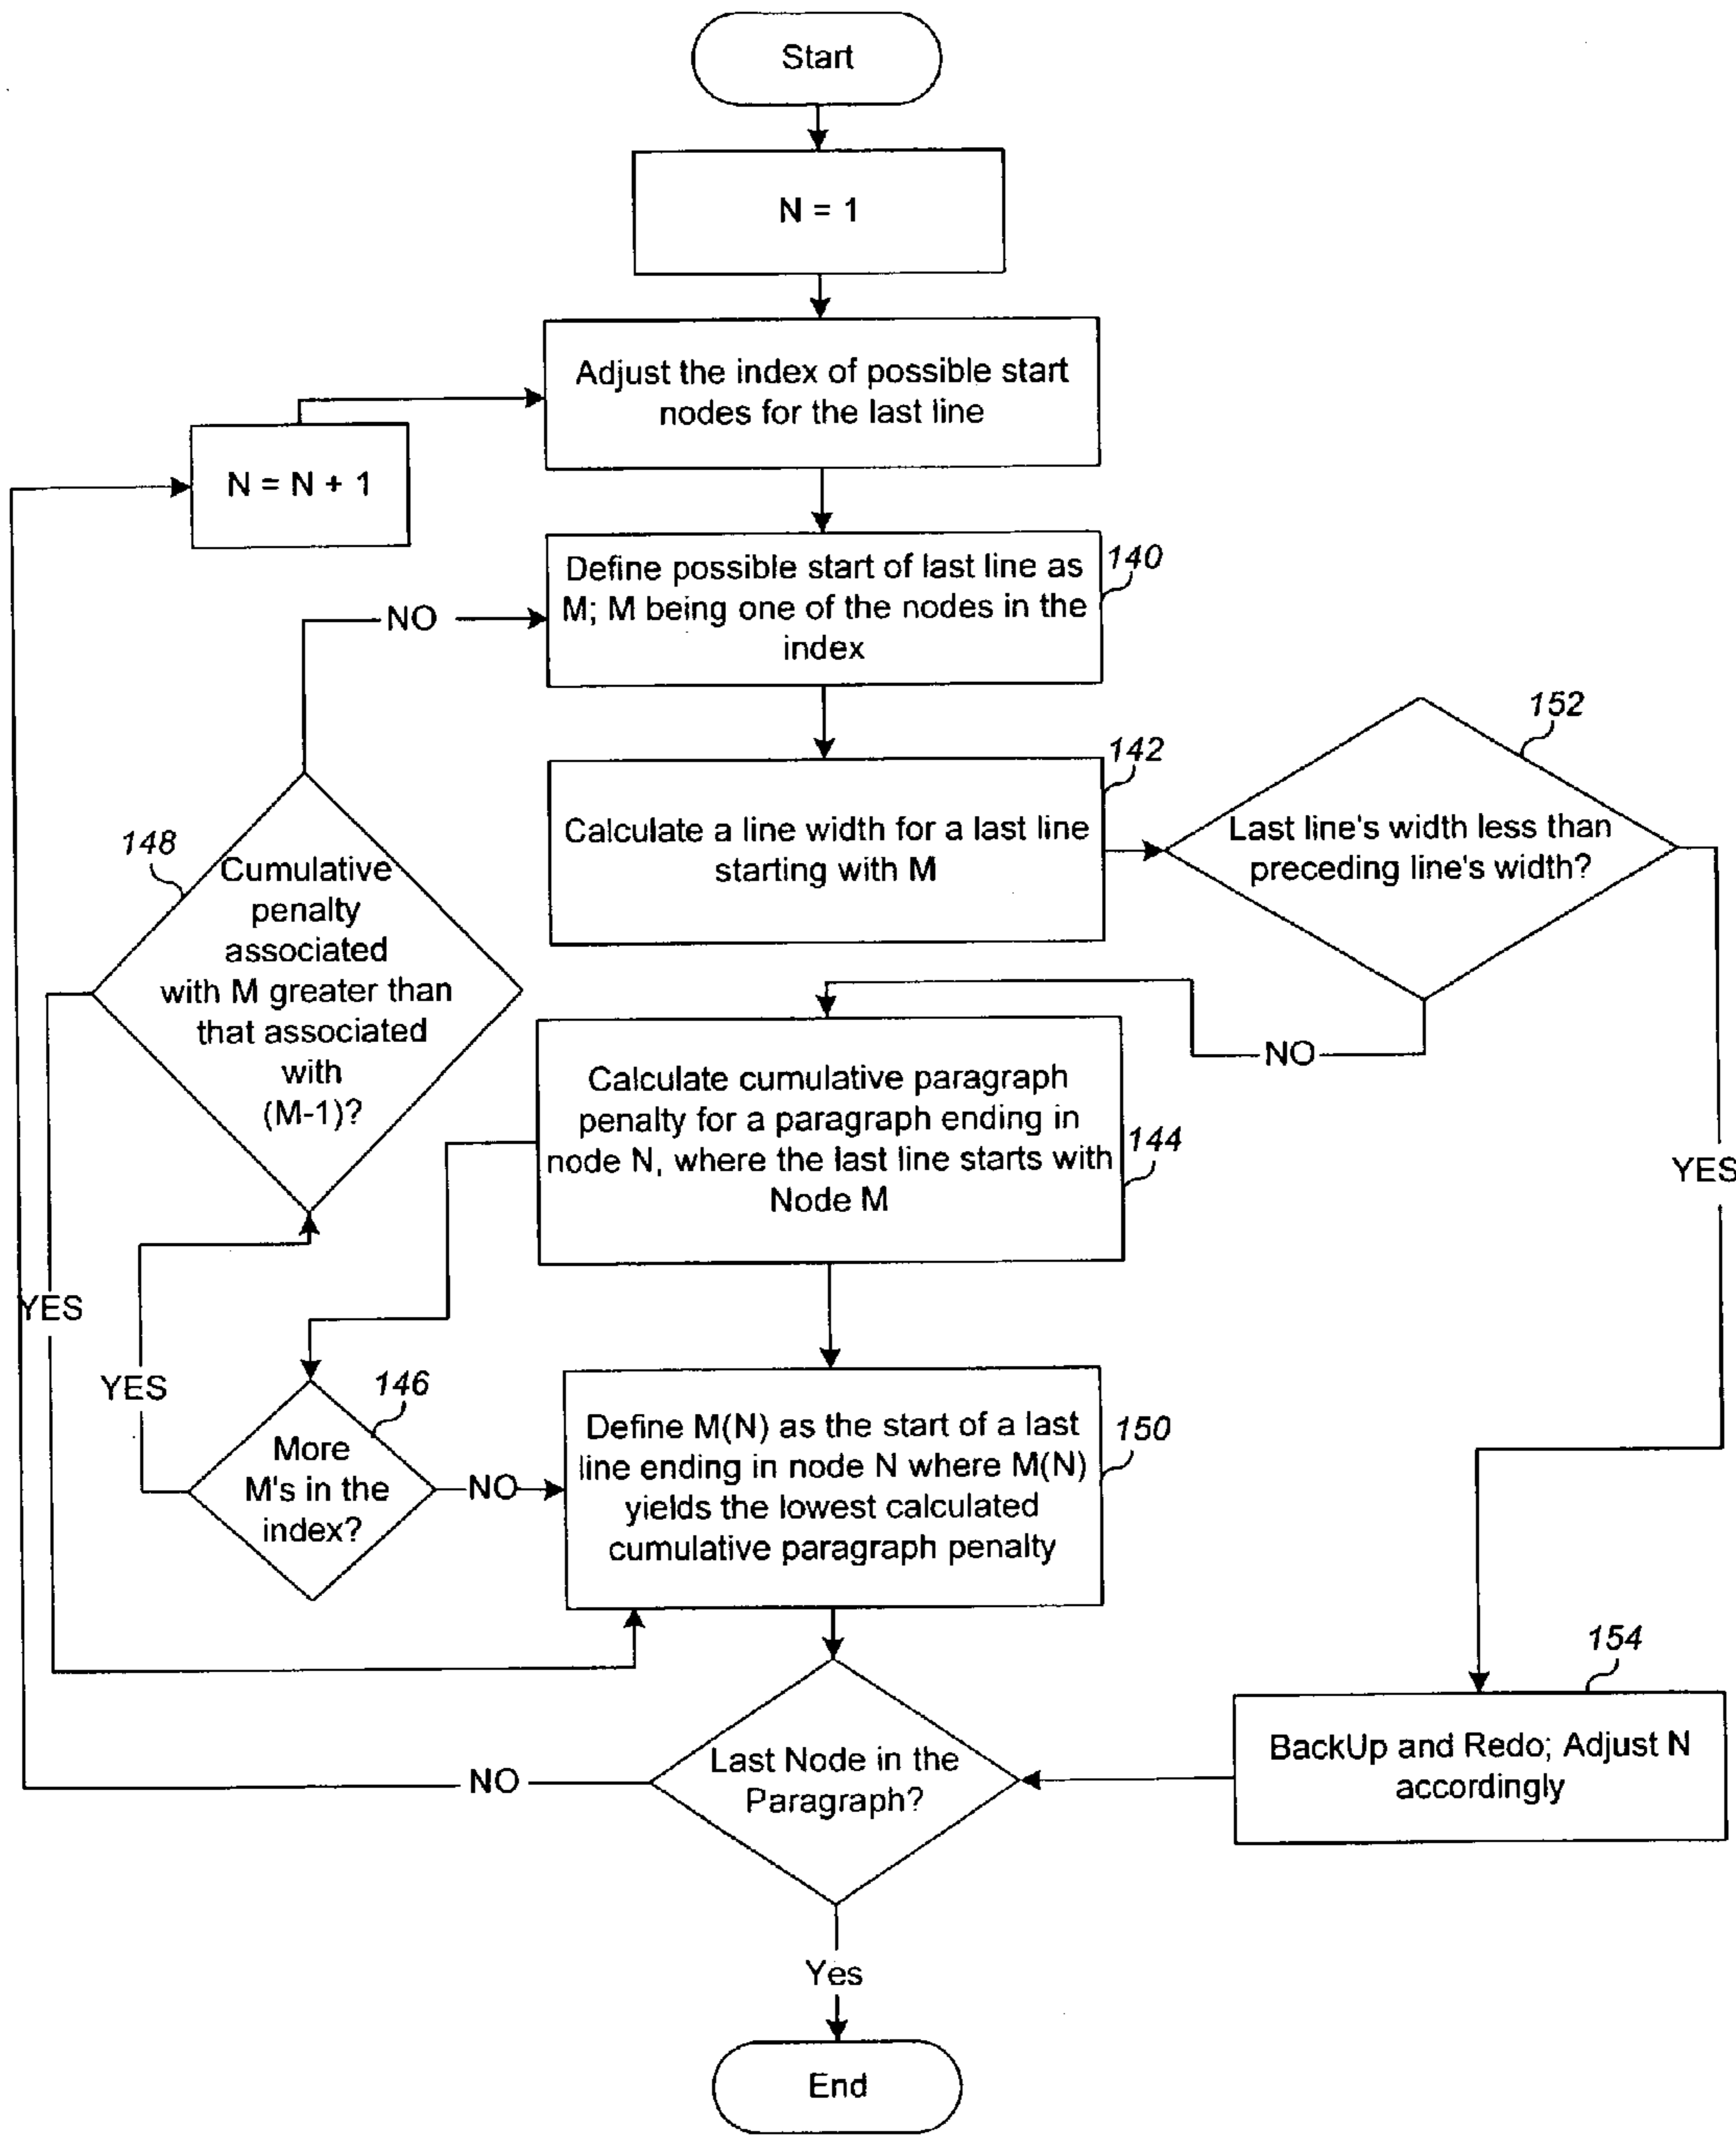 Start
N = 1
Adjust the index of possible start
nodes for the last line
N = N + 1
Define possible start of last line as
M; M being one of the nodes in the
index
140
NO
Calculate a line width for a last line
starting with M
142
Last line's width less than
preceding line's width?
152
148
Cumulative
penalty
associated
with M greater than
that associated
with
(M-1)?
NO
YES
Calculate cumulative paragraph
penalty for a paragraph ending in
node N, where the last line starts with
Node M
144
YES
YES
146
More
M's in the
index?
NO
Define M(N) as the start of a last
line ending in node N where M(N)
yields the lowest calculated
cumulative paragraph penalty
150
154
BackUp and Redo; Adjust N
accordingly
Last Node in the
Paragraph?
NO
Yes
End